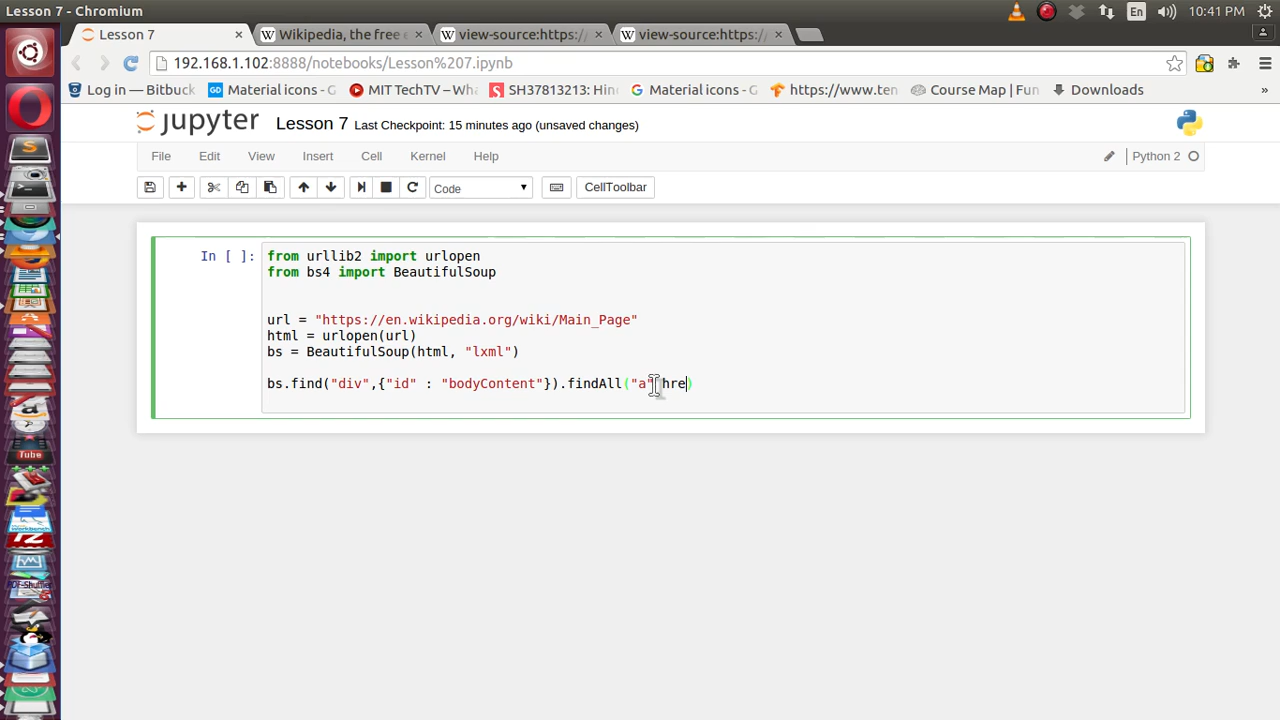 Lesson 7 - Chromium
En
10:41 PM
Lesson 7
Wikipedia, the free e
view-source:https:/
view-source:https:/
192.168.1.102:8888/notebooks/Lesson%207.ipynb
Log in — Bitbuck
Material icons - G
MIT TechTV – Wha
SH37813213: Hin
Material icons - G
https://www.ten
Course Map | Fun
Downloads
»
jupyter
Lesson 7
Last Checkpoint: 15 minutes ago (unsaved changes)
File
Edit
View
Insert
Cell
Kernel
Help
Python 2
Code
CellToolbar
In [ ]:
from urllib2 import urlopen
from bs4 import BeautifulSoup
url = "https://en.wikipedia.org/wiki/Main_Page"
html = urlopen(url)
bs = BeautifulSoup(html, "lxml")
bs.find("div",{"id" : "bodyContent"}).findAll("a" hre)
Tube